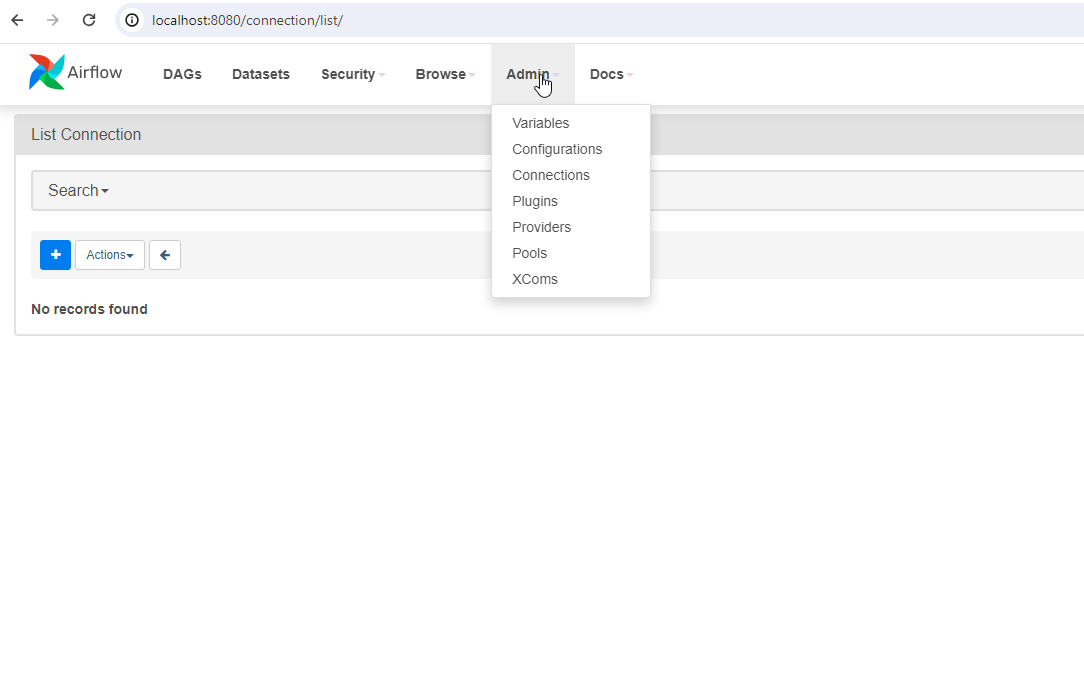 localhost:8080/connection/list/
Airflow DAGs Datasets Security Browse Admin Docs
List Connection
Search
Variables
Configurations
Connections
Plugins
Providers
Pools
XComs
+ Actions
No records found